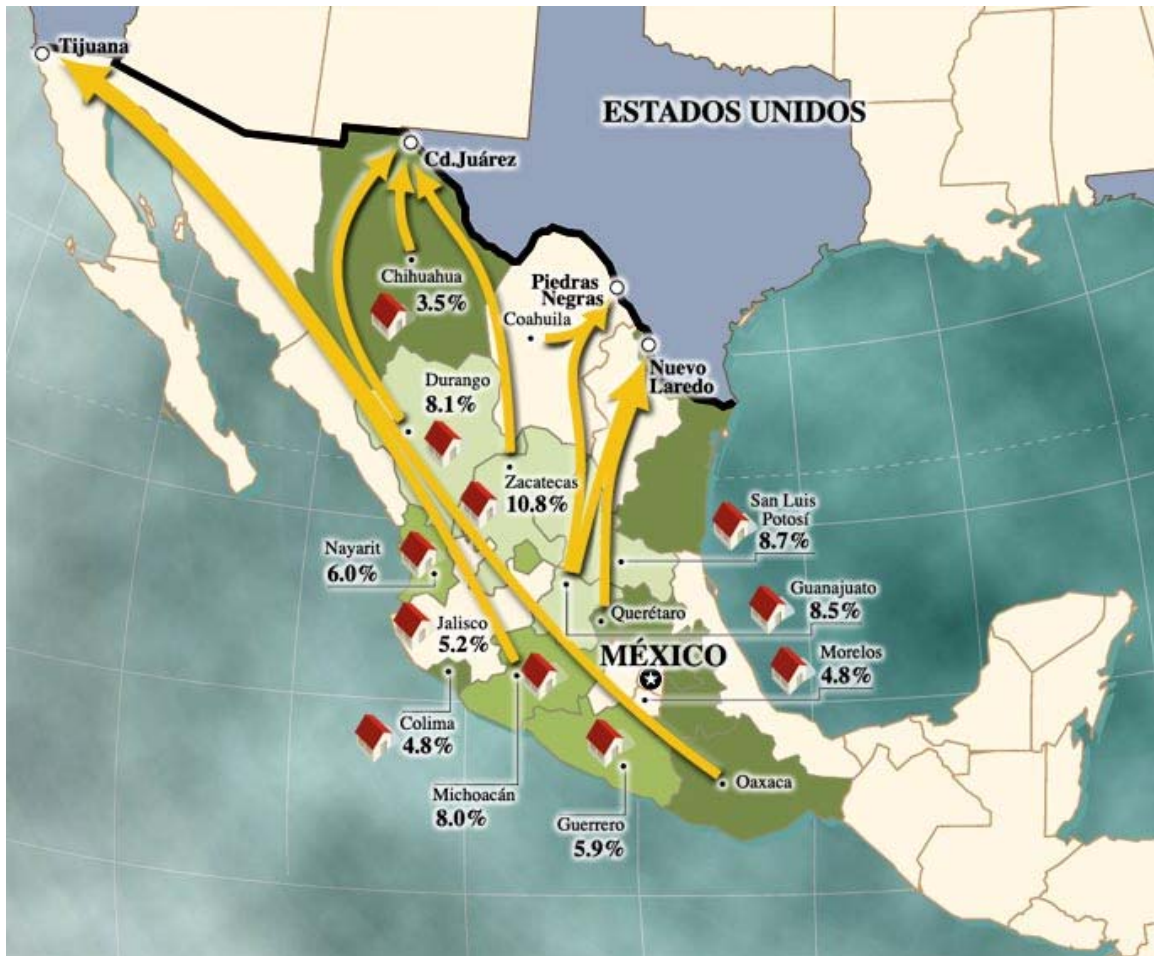 Tijuana
ESTADOS UNIDOS
Cd.Juárez
Chihuahua
3.5%
Piedras
Negras
Coahuila
Nuevo
Laredo
Durango
8.1%
Zacatecas
10.8%
San Luis
Potosí
8.7%
Nayarit
6.0%
Guanajuato
8.5%
Querétaro
Jalisco
5.2%
MÉXICO
Morelos
4.8%
Colima
4.8%
Oaxaca
Michoacán
8.0%
Guerrero
5.9%